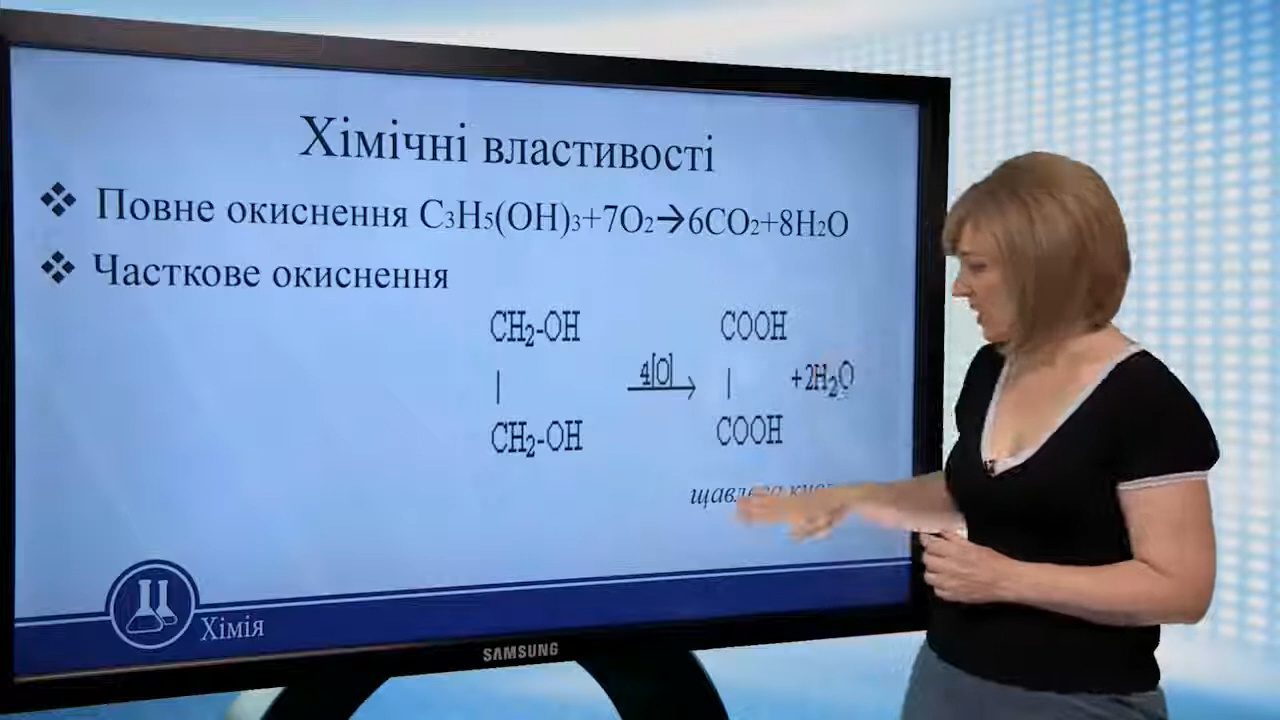 Хімічні властивості
❖ Повне окиснення C₃H₅(OH)₃+7O₂→6CO₂+8H₂O
❖ Часткове окиснення
CH₂-OH COOH
| 4[O] | +2H₂O
CH₂-OH COOH
Хімія
SAMSUNG